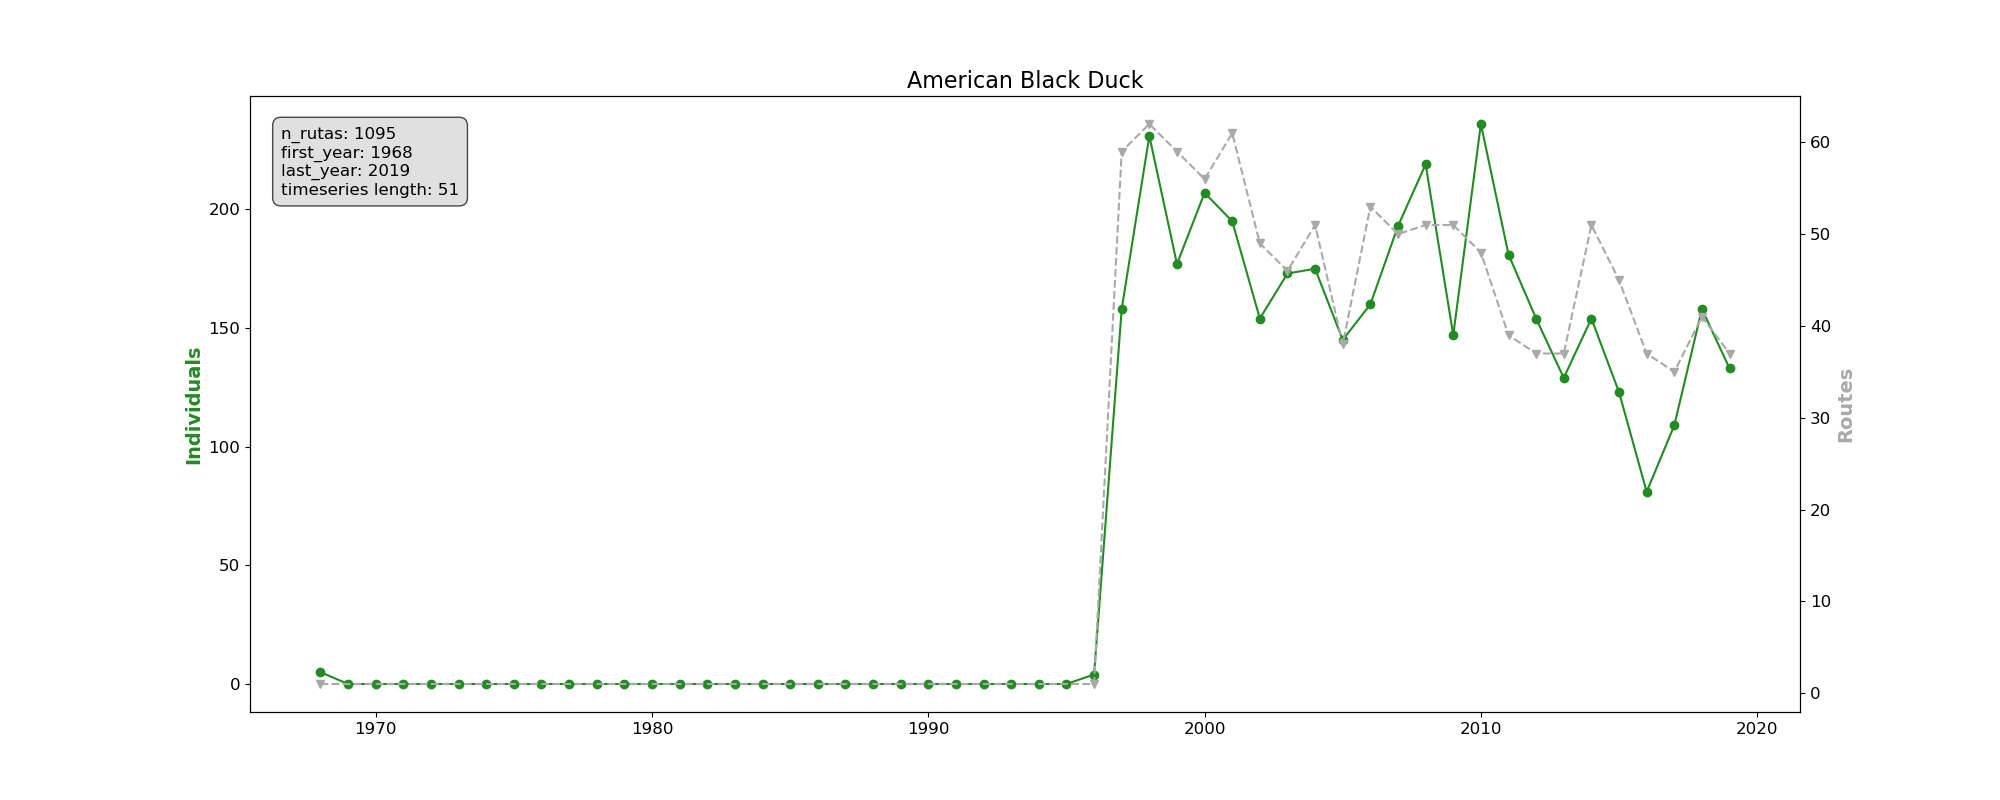 American Black Duck
n_rutas: 1095
first_year: 1968
last_year: 2019
timeseries length: 51
Individuals
200
150
100
50
0
60
50
40
30
20
10
0
Routes
1970 1980 1990 2000 2010 2020